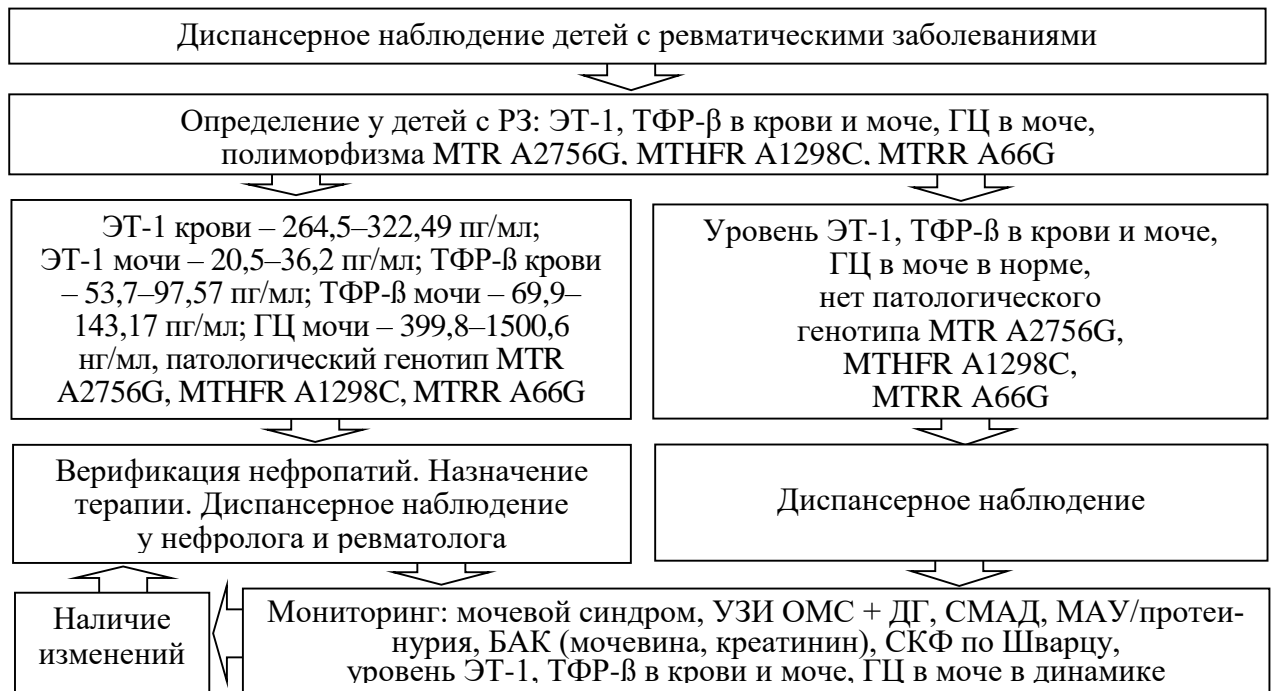 Диспансерное наблюдение детей с ревматическими заболеваниями
Определение у детей с РЗ: ЭТ-1, ТФР-β в крови и моче, ГЦ в моче,
полиморфизма MTR A2756G, MTHFR A1298C, MTRR A66G
ЭТ-1 крови – 264,5–322,49 пг/мл;
ЭТ-1 мочи – 20,5–36,2 пг/мл; ТФР-ß крови
– 53,7–97,57 пг/мл; ТФР-ß мочи – 69,9–
143,17 пг/мл; ГЦ мочи – 399,8–1500,6
нг/мл, патологический генотип MTR
A2756G, MTHFR A1298C, MTRR A66G
Уровень ЭТ-1, ТФР-ß в крови и моче,
ГЦ в моче в норме,
нет патологического
генотипа MTR A2756G,
MTHFR A1298C,
MTRR A66G
Верификация нефропатий. Назначение
терапии. Диспансерное наблюдение
у нефролога и ревматолога
Диспансерное наблюдение
Наличие
изменений
Мониторинг: мочевой синдром, УЗИ ОМС + ДГ, СМАД, МАУ/протеи-
нурия, БАК (мочевина, креатинин), СКФ по Шварцу,
уровень ЭТ-1, ТФР-ß в крови и моче, ГЦ в моче в динамике